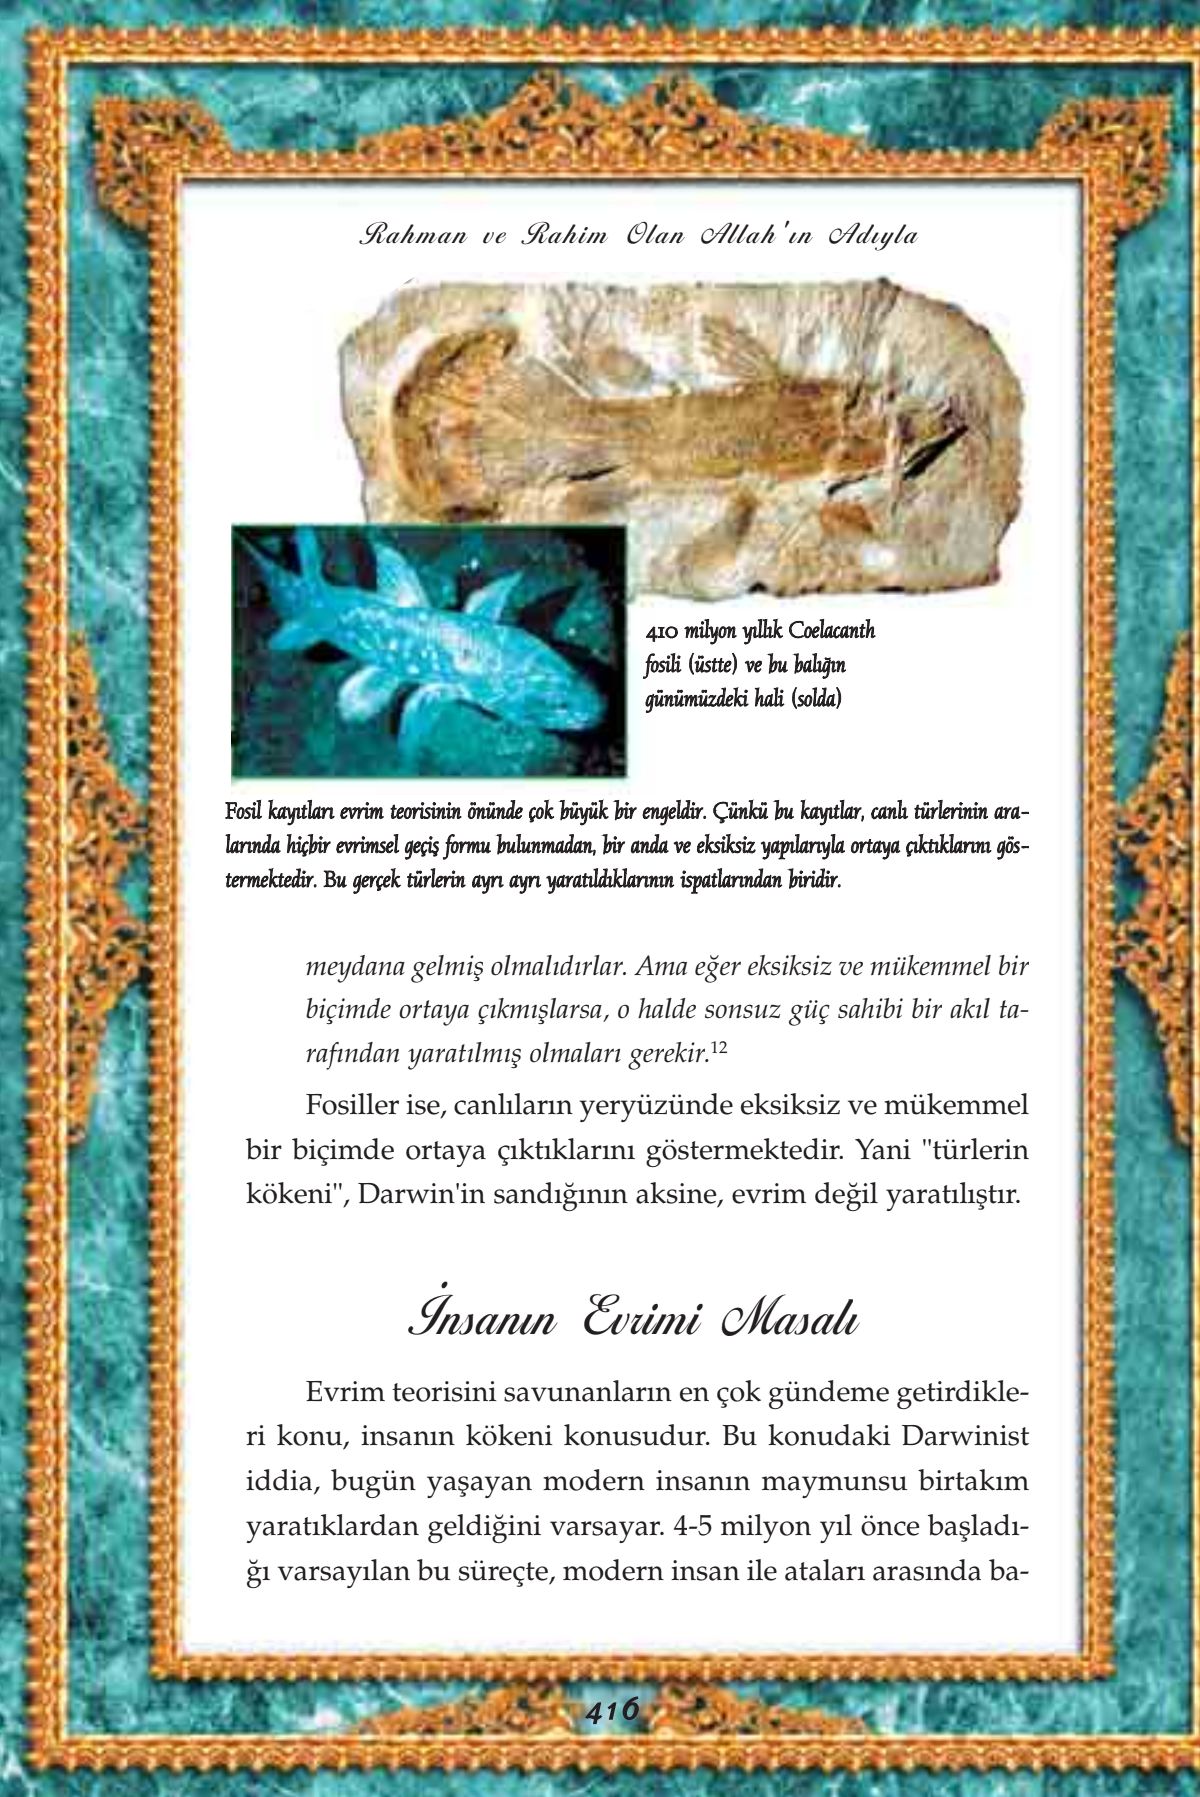 Rahman ve Rahim Olan Allah'ın Adıyla
410 milyon yıllık Coelacanth
fosili (üstte) ve bu balığın
günümüzdeki hali (solda)
Fosil kayıtları evrim teorisinin önünde çok büyük bir engeldir. Çünkü bu kayıtlar, canlı türlerinin ara-
larında hiçbir evrimsel geçiş formu bulunmadan, bir anda ve eksiksiz yapılarıyla ortaya çıktıklarını gös-
termektedir. Bu gerçek türlerin ayrı ayrı yaratıldıklarının ispatlarından biridir.
meydana gelmiş olmalıdırlar. Ama eğer eksiksiz ve mükemmel bir
biçimde ortaya çıkmışlarsa, o halde sonsuz güç sahibi bir akıl ta-
rafından yaratılmış olmaları gerekir.12
Fosiller ise, canlıların yeryüzünde eksiksiz ve mükemmel
bir biçimde ortaya çıktıklarını göstermektedir. Yani "türlerin
kökeni", Darwin'in sandığının aksine, evrim değil yaratılıştır.
İnsanın Evrimi Masalı
Evrim teorisini savunanların en çok gündeme getirdikle-
ri konu, insanın kökeni konusudur. Bu konudaki Darwinist
iddia, bugün yaşayan modern insanın maymunsu birtakım
yaratıklardan geldiğini varsayar. 4-5 milyon yıl önce başladı-
ğı varsayılan bu süreçte, modern insan ile ataları arasında ba-
416